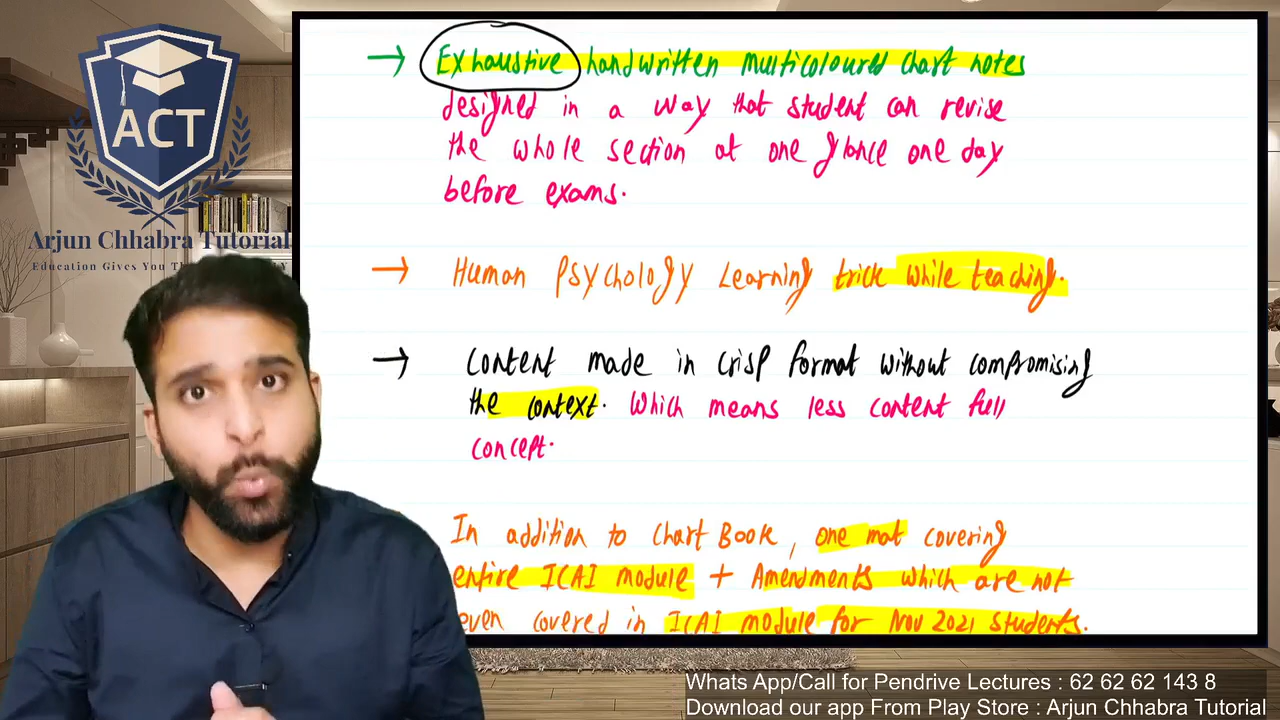 ACT
Arjun Chhabra Tutorial
Education Gives You
→ Exhaustive handwritten multicoloured chart notes
designed in a way that student can revise
the whole section at one glance one day
before exams.
→ Human Psychology Learning trick while teaching.
→ Content made in crisp format without compromising
the context. Which means less content full
concept.
In addition to Chart Book, one mat covering
entire ICAI module + Amendments which are not
even covered in ICAI module for Nov 2021 students.
Whats App/Call for Pendrive Lectures : 62 62 62 143 8
Download our app From Play Store : Arjun Chhabra Tutorial